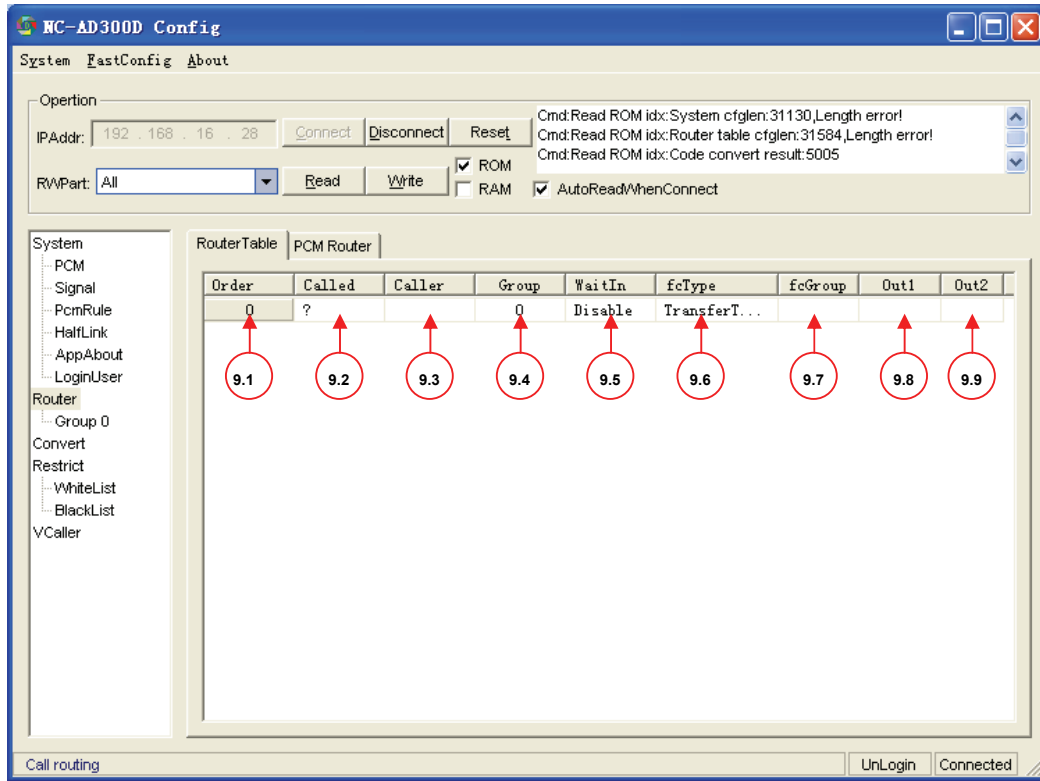 NC-AD300D Config
System FastConfig About
Opertion
IPAddr: 192 . 168 . 16 . 28 Connect Disconnect Reset
RWPart: All Read Write ROM
RAM AutoReadWhenConnect
Cmd:Read ROM idx:System cfglen:31130,Length error!
Cmd:Read ROM idx:Router table cfglen:31584,Length error!
Cmd:Read ROM idx:Code convert result:5005
System
PCM
Signal
PcmRule
HalfLink
AppAbout
LoginUser
Router
Group 0
Convert
Restrict
WhiteList
BlackList
VCaller
RouterTable PCM Router
Order Called Caller Group WaitIn fcType fcGroup Out1 Out2
0 ? 0 Disable TransferT...
9.1 9.2 9.3 9.4 9.5 9.6 9.7 9.8 9.9
Call routing UnLogin Connected